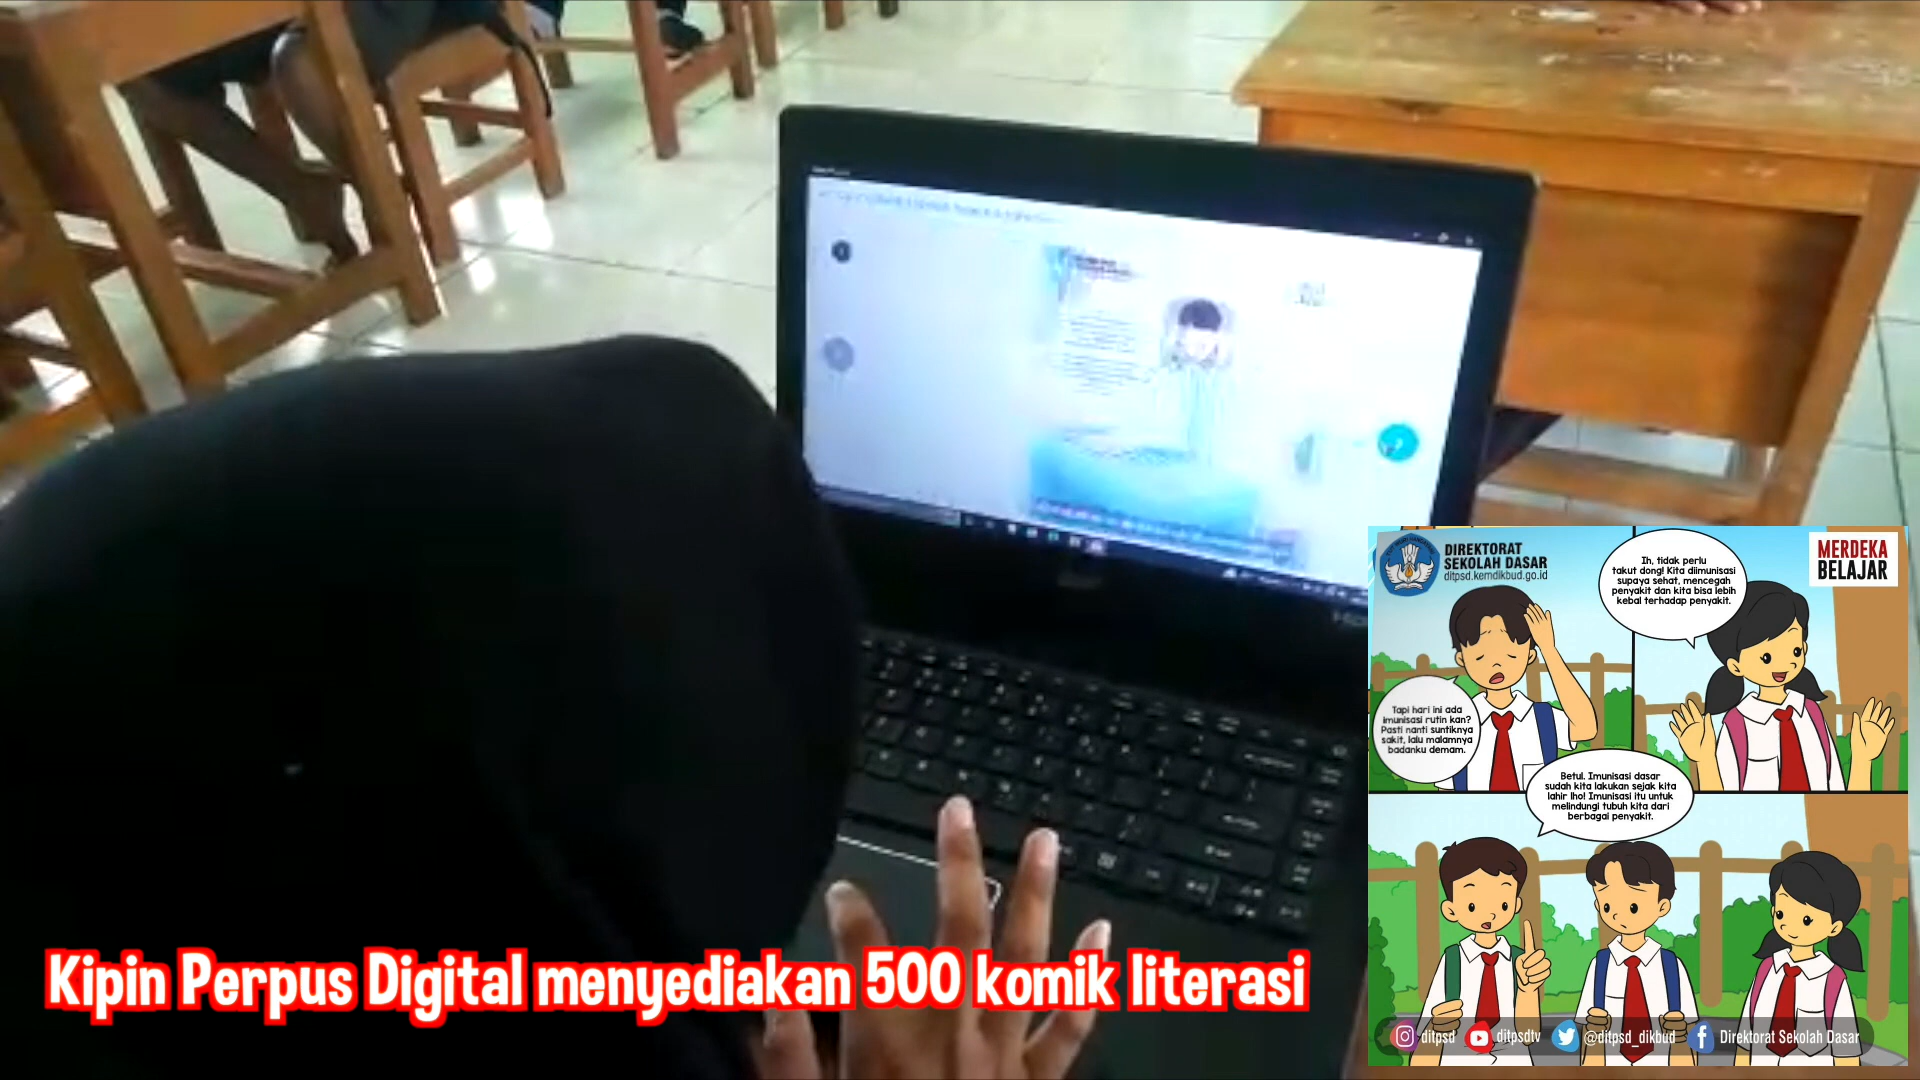 DIREKTORAT
SEKOLAH DASAR
ditpsd.kemdikbud.go.id
Ih, tidak perlu
takut dong! Kita diimunisasi
supaya sehat, mencegah
penyakit dan kita bisa lebih
kebal terhadap penyakit.
MERDEKA
BELAJAR
Tapi hari ini ada
imunisasi rutin kan?
Pasti nanti suntiknya
sakit, lalu malamnya
badanku demam.
Betul. Imunisasi dasar
sudah kita lakukan sejak kita
lahir lho! Imunisasi itu untuk
melindungi tubuh kita dari
berbagai penyakit.
Kipin Perpus Digital menyediakan 500 komik literasi
ditpsd ditpsdtv @ditpsd_dikbud Direktorat Sekolah Dasar